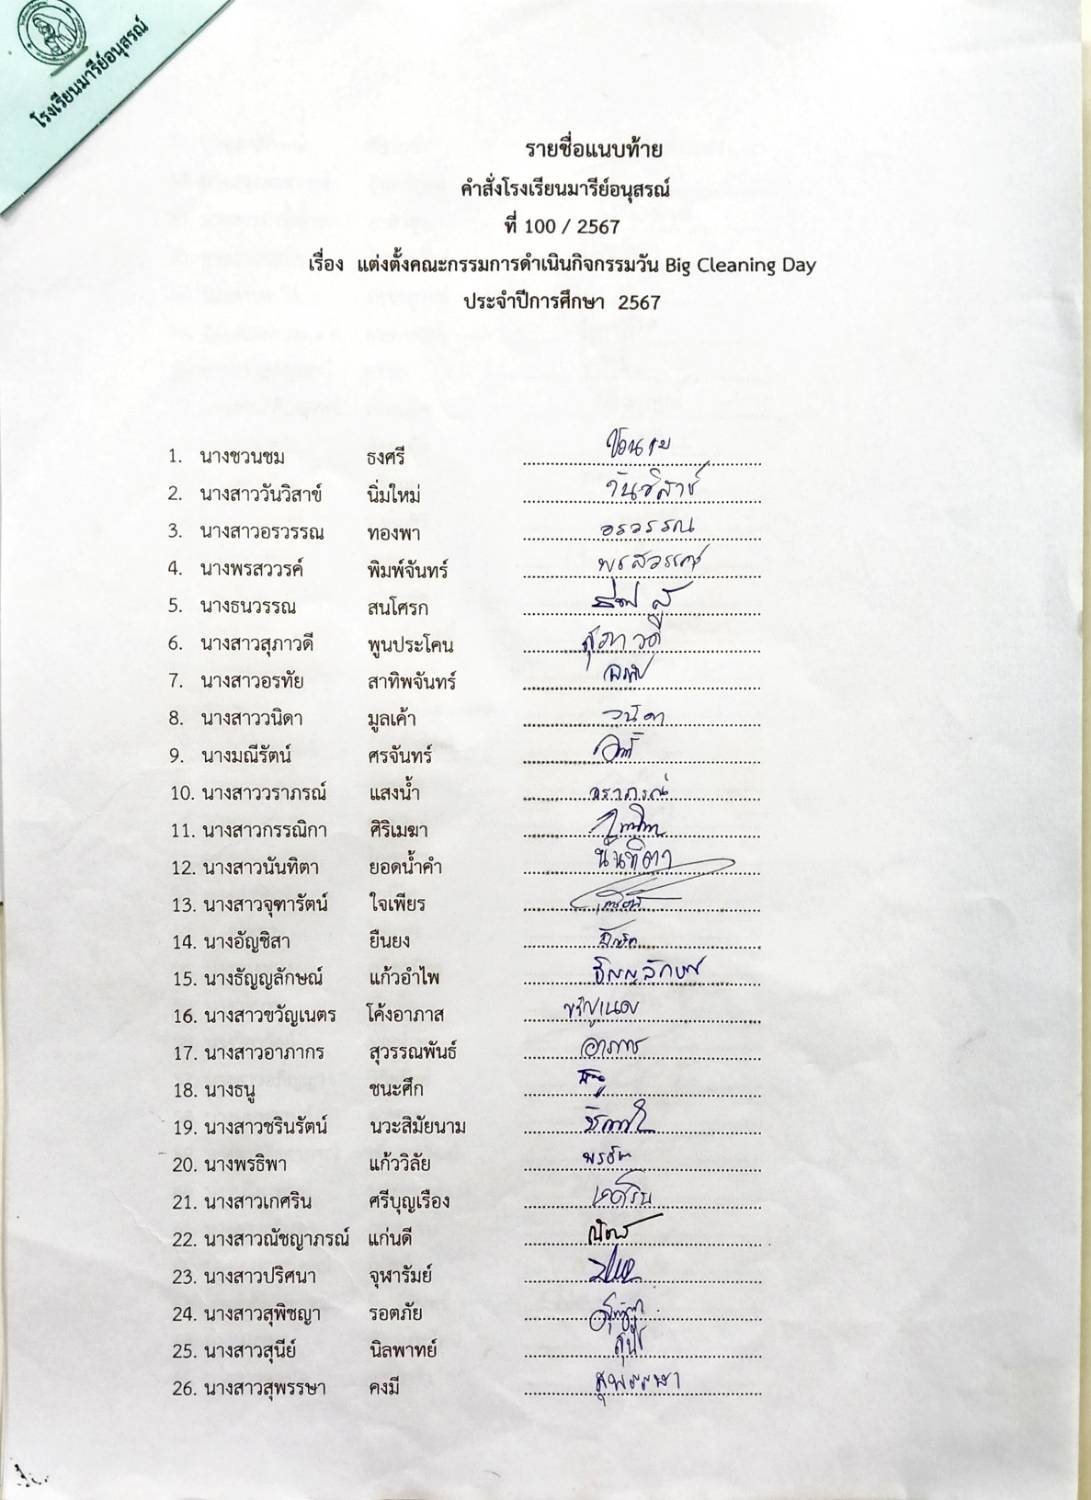 โรงเรียนมารีย์อนุสรณ์
รายชื่อแนบท้าย
คำสั่งโรงเรียนมารีย์อนุสรณ์
ที่ 100 / 2567
เรื่อง แต่งตั้งคณะกรรมการดำเนินกิจกรรมวัน Big Cleaning Day
ประจำปีการศึกษา 2567
1. นางชวนชม ธงศรี ชวนชม
2. นางสาววันวิสาข์ นิ่มใหม่ วันวิสาข์
3. นางสาวอรวรรณ ทองพา อรวรรณ
4. นางพรสววรค์ พิมพ์จันทร์ พรสวรรค์
5. นางธนวรรณ สนโศรก
6. นางสาวสุภาวดี พูนประโคน สุภาวดี
7. นางสาวอรทัย สาทิพจันทร์
8. นางสาววนิดา มูลเค้า วนิดา
9. นางมณีรัตน์ ศรจันทร์
10. นางสาววราภรณ์ แสงน้ำ วราภรณ์
11. นางสาวกรรณิกา ศิริเมฆา
12. นางสาวนันทิตา ยอดน้ำคำ นันทิตา
13. นางสาวจุฑารัตน์ ใจเพียร
14. นางอัญชิสา ยืนยง
15. นางธัญญลักษณ์ แก้วอำไพ ธัญญลักษณ์
16. นางสาวขวัญเนตร โค้งอาภาส ขวัญเนตร
17. นางสาวอาภากร สุวรรณพันธ์ อาภากร
18. นางธนู ชนะศึก ธนู
19. นางสาวชรินรัตน์ นวะสิมัยนาม
20. นางพรธิพา แก้ววิลัย
21. นางสาวเกศริน ศรีบุญเรือง เกศริน
22. นางสาวณัชญาภรณ์ แก่นดี
23. นางสาวปริศนา จุฬารัมย์
24. นางสาวสุพิชญา รอตภัย
25. นางสาวสุนีย์ นิลพาทย์ สุนีย์
26. นางสาวสุพรรษา คงมี สุพรรษา